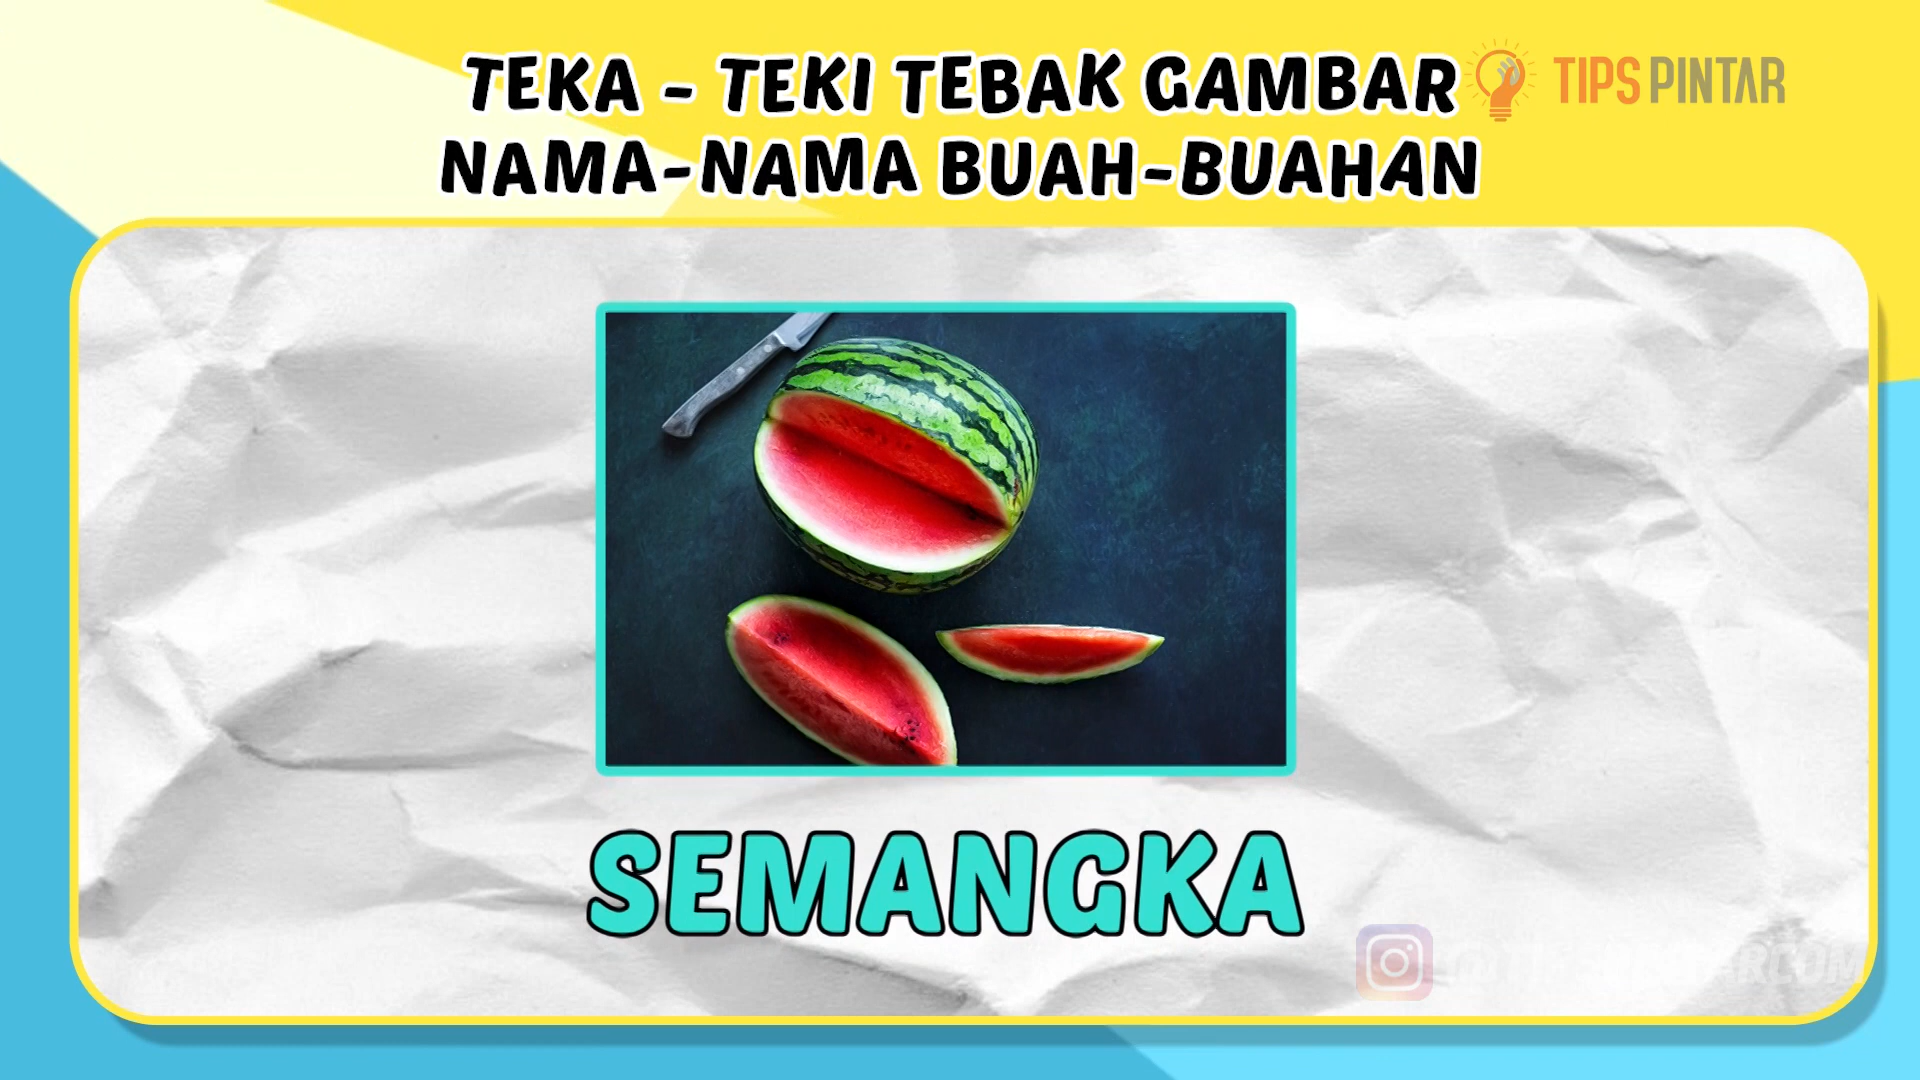 TEKA - TEKI TEBAK GAMBAR
NAMA-NAMA BUAH-BUAHAN
TIPS PINTAR
SEMANGKA